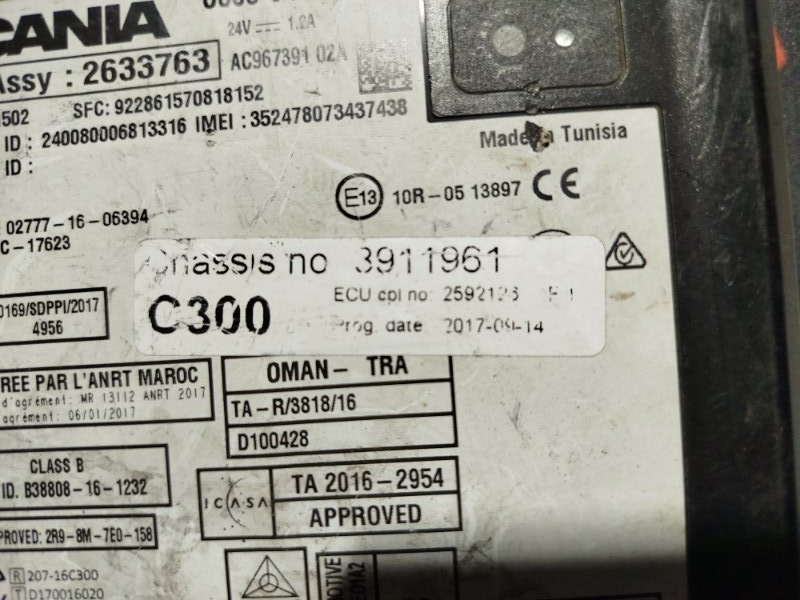 CANIA
24V 1.2A
Assy : 2633763
AC967391 02A
1502 SFC: 922861570818152
ID : 240080006813316 IMEI : 352478073437438
ID :
Made in Tunisia
E13 10R-05 13897 CE
02777-16-06394
C-17623
Chassis no 3911961
C300
ECU cpl no: 2592126
Prog. date 2017-09-14
0169/SDPPI/2017
4956
REE PAR L'ANRT MAROC
d'agrément: MR 13112 ANRT 2017
agrément: 06/01/2017
OMAN- TRA
TA-R/3818/16
D100428
CLASS B
ID. B38808-16-1232
ICASA
TA 2016-2954
APPROVED
PROVED: 2R9-8M-7E0-158
R 207-16C300
T D170016020